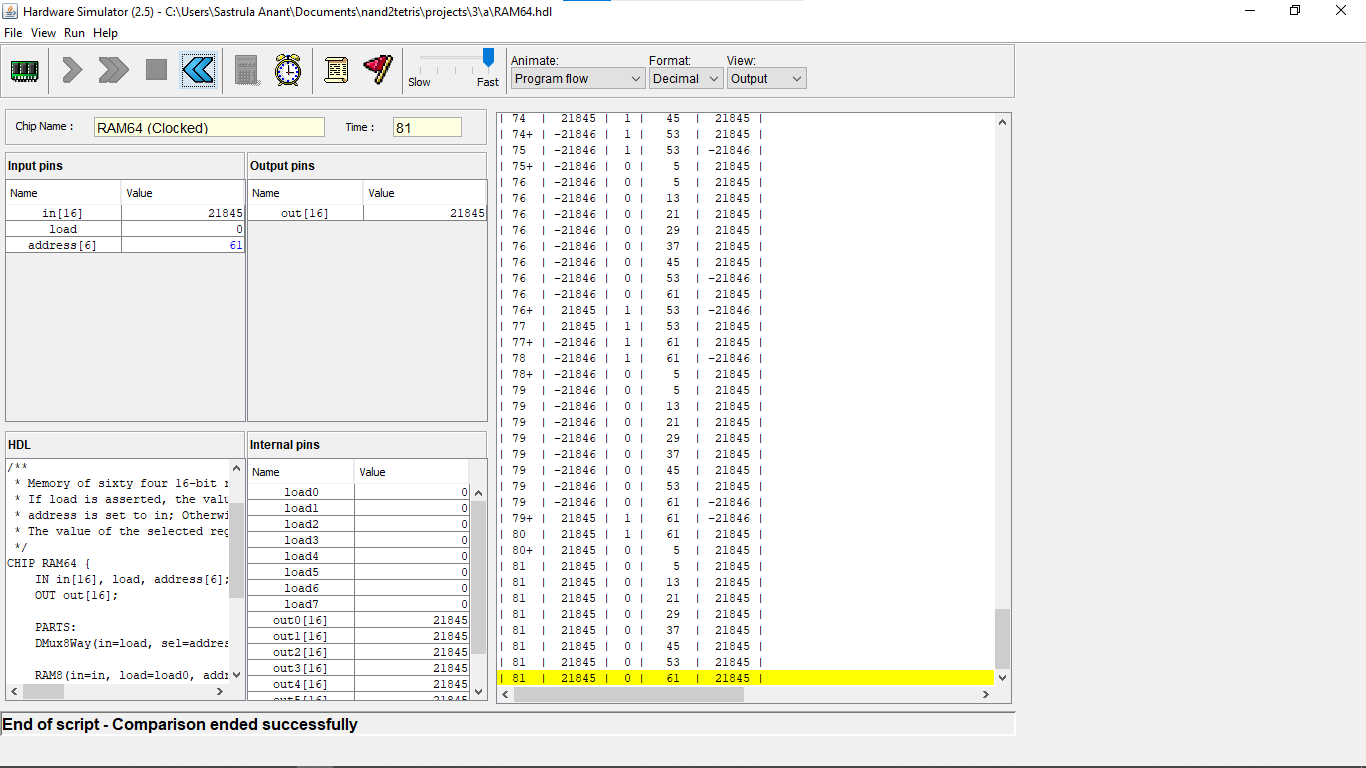 Hardware Simulator (2.5) - C:\Users\Sastrula Anant\Documents\nand2tetris\projects\3\a\RAM64.hdl
File View Run Help
Slow Fast
Animate: Format: View:
Program flow Decimal Output
Chip Name : RAM64 (Clocked) Time : 81
Input pins
Name Value
in[16] 21845
load 0
address[6] 61
Output pins
Name Value
out[16] 21845
HDL
/**
* Memory of sixty four 16-bit
* If load is asserted, the
* address is set to in;
* The value of the selected
*/
CHIP RAM64 {
IN in[16], load, address[6];
OUT out[16];
PARTS:
DMux8Way(in=load,
RAM8(in=in, load=load0,
Internal pins
Name Value
load0 0
load1 0
load2 0
load3 0
load4 0
load5 0
load6 0
load7 0
out0[16] 21845
out1[16] 21845
out2[16] 21845
out3[16] 21845
out4[16] 21845
out5[16] 21845
| 74 | 21845 | 1 | 45 | 21845 |
| 74+ | -21846 | 1 | 53 | 21845 |
| 75 | -21846 | 1 | 53 | -21846 |
| 75+ | -21846 | 0 | 5 | 21845 |
| 76 | -21846 | 0 | 5 | 21845 |
| 76 | -21846 | 0 | 13 | 21845 |
| 76 | -21846 | 0 | 21 | 21845 |
| 76 | -21846 | 0 | 29 | 21845 |
| 76 | -21846 | 0 | 37 | 21845 |
| 76 | -21846 | 0 | 45 | 21845 |
| 76 | -21846 | 0 | 53 | -21846 |
| 76 | -21846 | 0 | 61 | 21845 |
| 76+ | 21845 | 1 | 53 | -21846 |
| 77 | 21845 | 1 | 53 | 21845 |
| 77+ | -21846 | 1 | 61 | 21845 |
| 78 | -21846 | 1 | 61 | -21846 |
| 78+ | -21846 | 0 | 5 | 21845 |
| 79 | -21846 | 0 | 5 | 21845 |
| 79 | -21846 | 0 | 13 | 21845 |
| 79 | -21846 | 0 | 21 | 21845 |
| 79 | -21846 | 0 | 29 | 21845 |
| 79 | -21846 | 0 | 37 | 21845 |
| 79 | -21846 | 0 | 45 | 21845 |
| 79 | -21846 | 0 | 53 | 21845 |
| 79 | -21846 | 0 | 61 | -21846 |
| 79+ | 21845 | 1 | 61 | -21846 |
| 80 | 21845 | 1 | 61 | 21845 |
| 80+ | 21845 | 0 | 5 | 21845 |
| 81 | 21845 | 0 | 5 | 21845 |
| 81 | 21845 | 0 | 13 | 21845 |
| 81 | 21845 | 0 | 21 | 21845 |
| 81 | 21845 | 0 | 29 | 21845 |
| 81 | 21845 | 0 | 37 | 21845 |
| 81 | 21845 | 0 | 45 | 21845 |
| 81 | 21845 | 0 | 53 | 21845 |
| 81 | 21845 | 0 | 61 | 21845 |
End of script - Comparison ended successfully